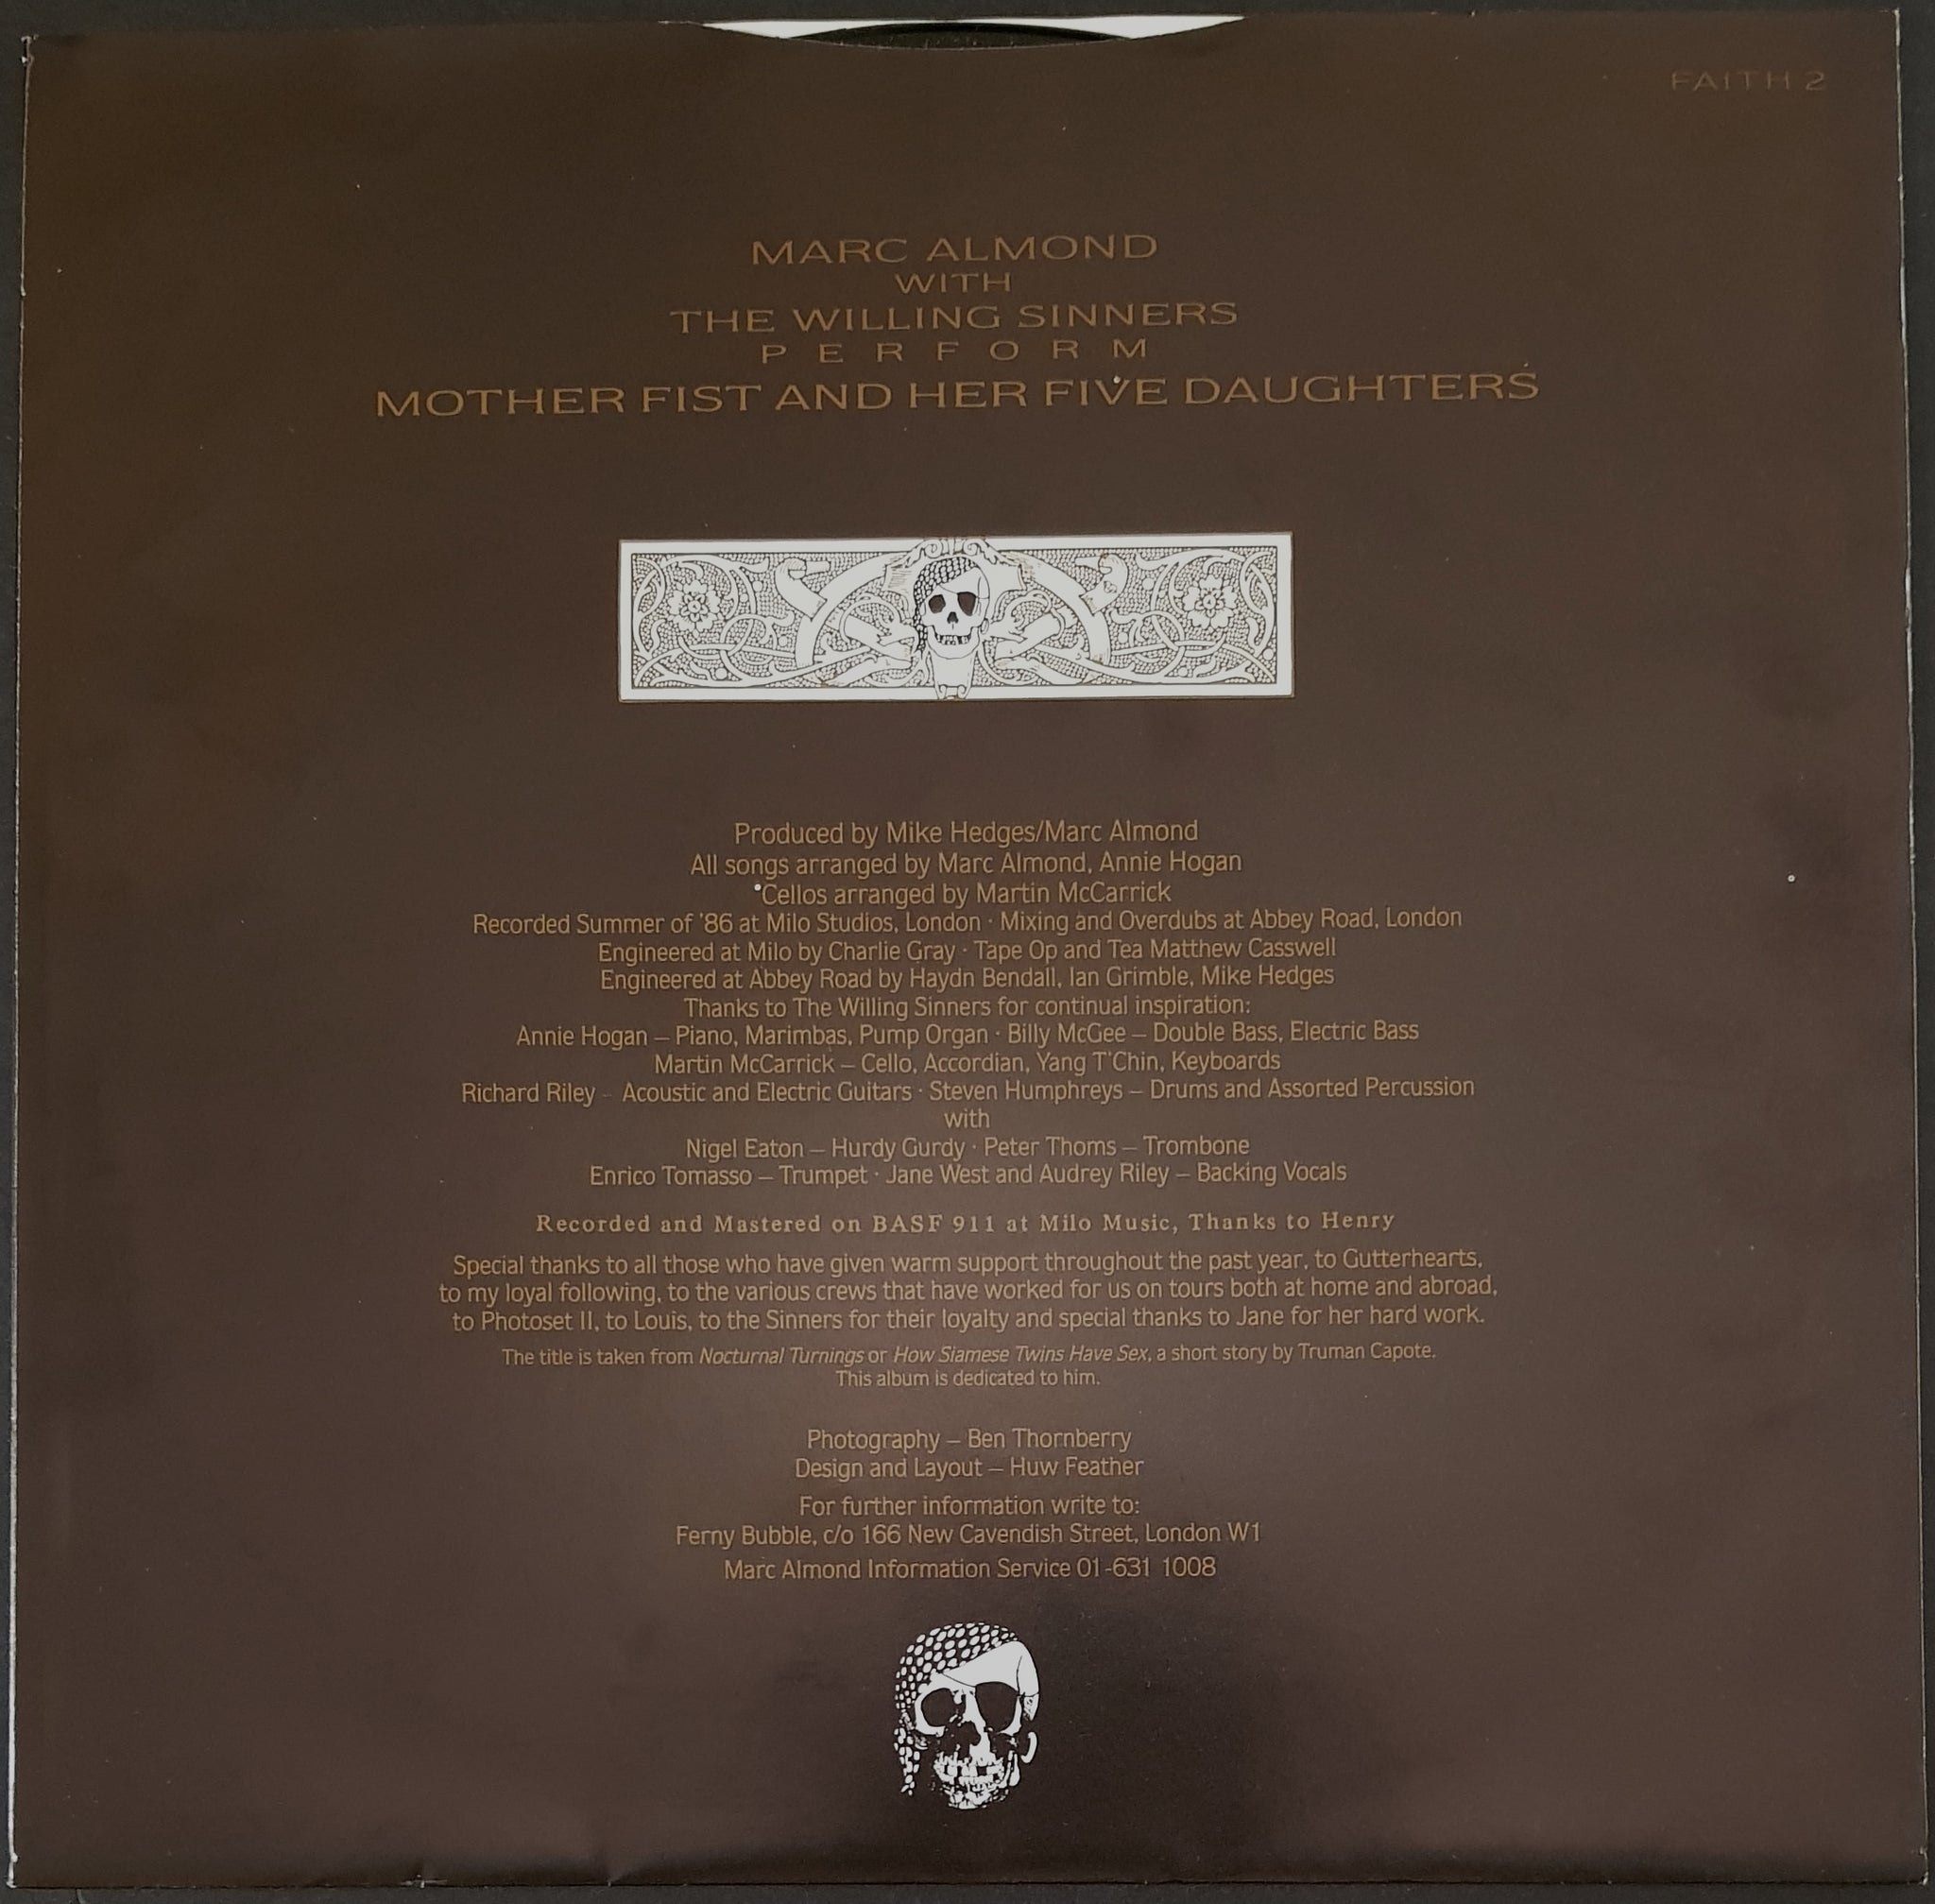 FAITH 2
MARC ALMOND
WITH
THE WILLING SINNERS
PERFORM
MOTHER FIST AND HER FIVE DAUGHTERS
Produced by Mike Hedges/Marc Almond
All songs arranged by Marc Almond, Annie Hogan
Cellos arranged by Martin McCarrick
Recorded Summer of '86 at Milo Studios, London · Mixing and Overdubs at Abbey Road, London
Engineered at Milo by Charlie Gray · Tape Op and Tea Matthew Casswell
Engineered at Abbey Road by Haydn Bendall, Ian Grimble, Mike Hedges
Thanks to The Willing Sinners for continual inspiration:
Annie Hogan – Piano, Marimbas, Pump Organ · Billy McGee – Double Bass, Electric Bass
Martin McCarrick – Cello, Accordian, Yang T'Chin, Keyboards
Richard Riley – Acoustic and Electric Guitars · Steven Humphreys – Drums and Assorted Percussion
with
Nigel Eaton – Hurdy Gurdy · Peter Thoms – Trombone
Enrico Tomasso – Trumpet · Jane West and Audrey Riley – Backing Vocals
Recorded and Mastered on BASF 911 at Milo Music, Thanks to Henry
Special thanks to all those who have given warm support throughout the past year, to Gutterhearts,
to my loyal following, to the various crews that have worked for us on tours both at home and abroad,
to Photoset II, to Louis, to the Sinners for their loyalty and special thanks to Jane for her hard work.
The title is taken from Nocturnal Turnings or How Siamese Twins Have Sex, a short story by Truman Capote.
This album is dedicated to him.
Photography – Ben Thornberry
Design and Layout – Huw Feather
For further information write to:
Ferny Bubble, c/o 166 New Cavendish Street, London W1
Marc Almond Information Service 01-631 1008